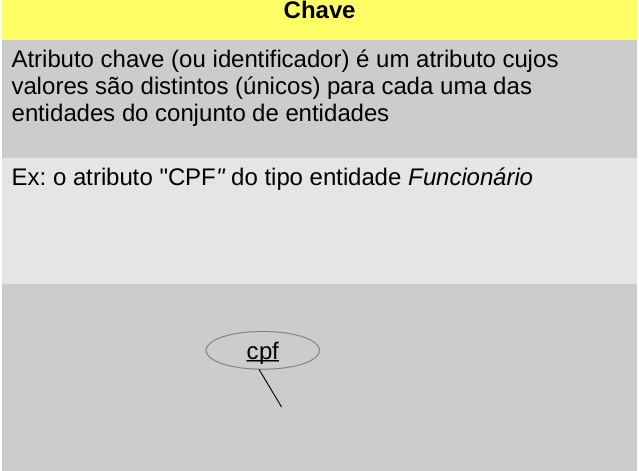 Chave
Atributo chave (ou identificador) é um atributo cujos
valores são distintos (únicos) para cada uma das
entidades do conjunto de entidades
Ex: o atributo "CPF" do tipo entidade Funcionário
cpf